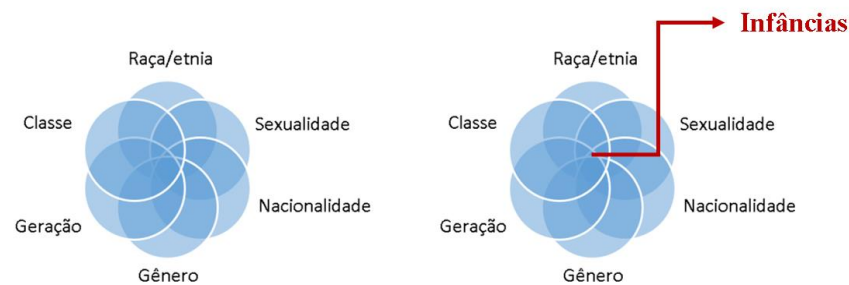 Infâncias
Raça/etnia
Classe
Sexualidade
Nacionalidade
Geração
Gênero
Raça/etnia
Classe
Sexualidade
Nacionalidade
Geração
Gênero